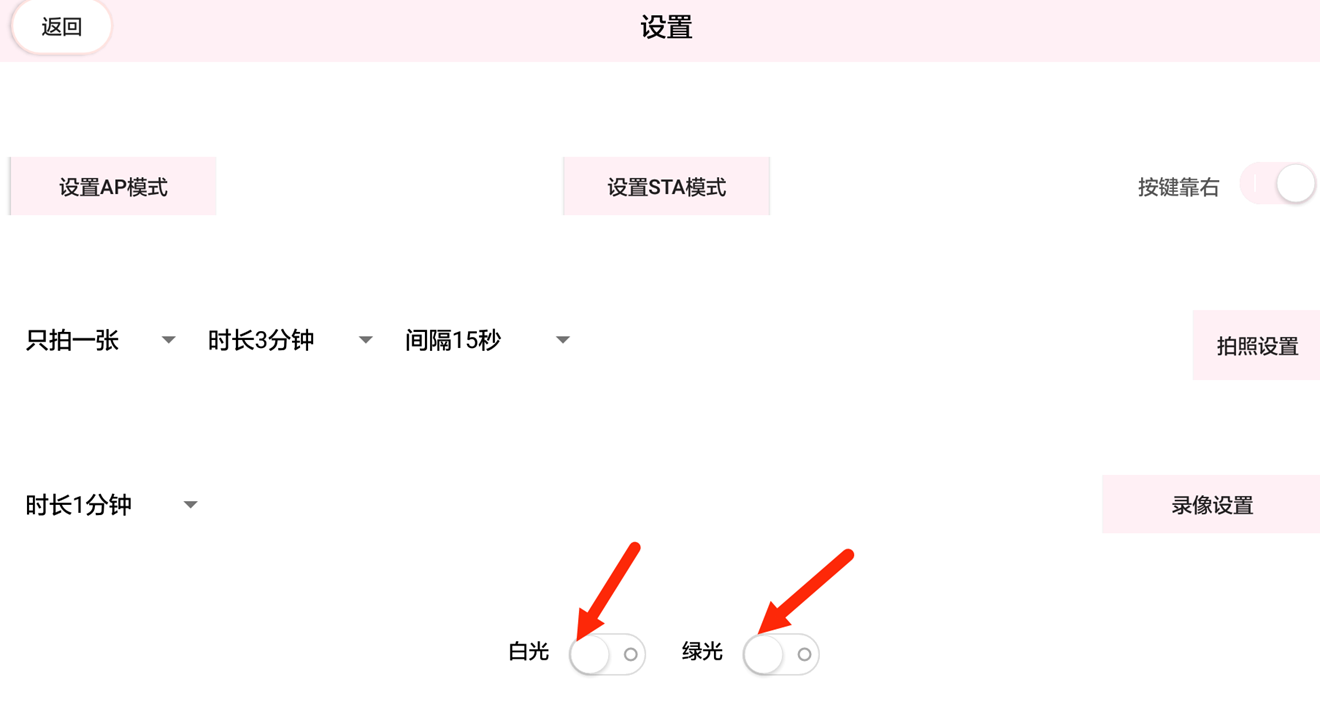 返回
设置
设置AP模式
设置STA模式
按键靠右
只拍一张
时长3分钟
间隔15秒
拍照设置
时长1分钟
录像设置
白光
绿光